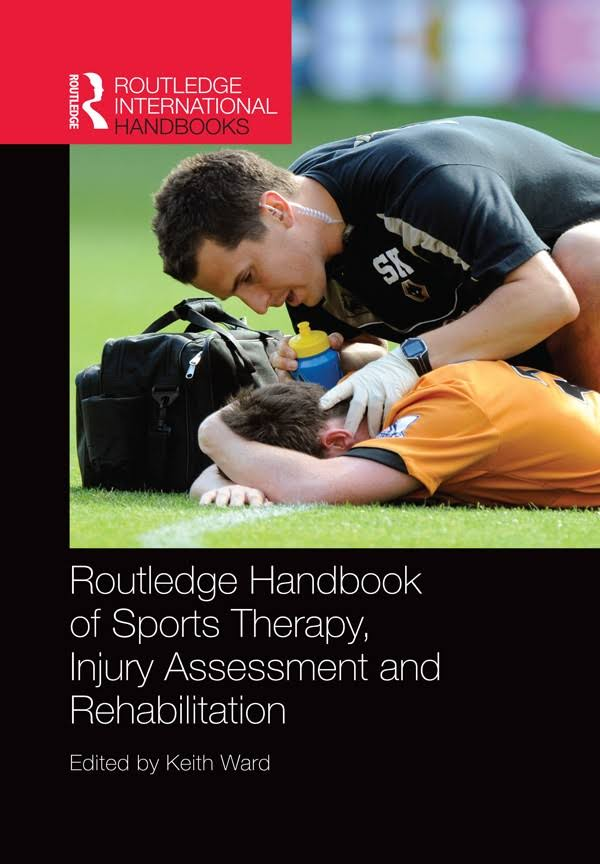 ROUTLEDGE
ROUTLEDGE
INTERNATIONAL
HANDBOOKS
SK
Routledge Handbook
of Sports Therapy,
Injury Assessment and
Rehabilitation
Edited by Keith Ward